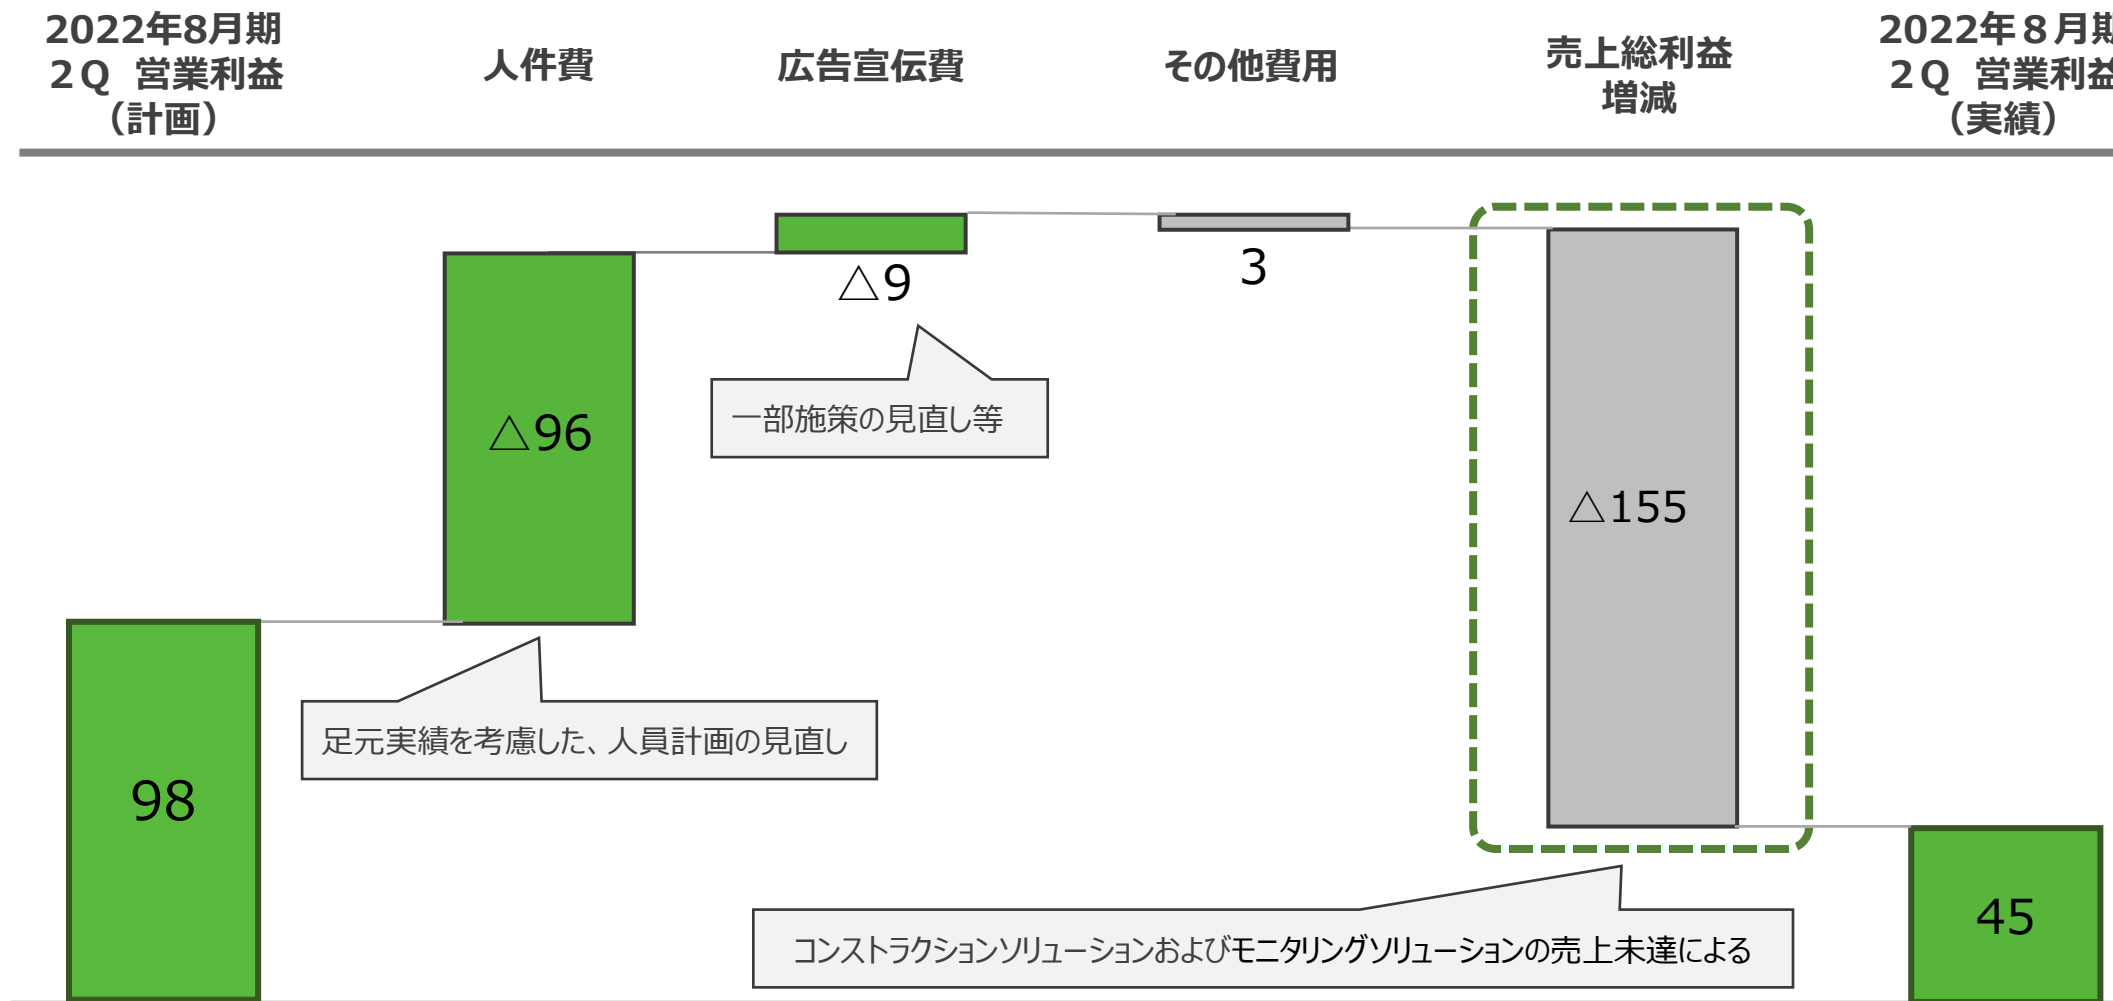 2022年8月期
２Q 営業利益
（計画）
人件費
広告宣伝費
その他費用
売上総利益
増減
2022年８月期
２Q 営業利益
（実績）
△9
3
△96
一部施策の見直し等
△155
足元実績を考慮した、人員計画の見直し
98
45
コンストラクションソリューションおよびモニタリングソリューションの売上未達による